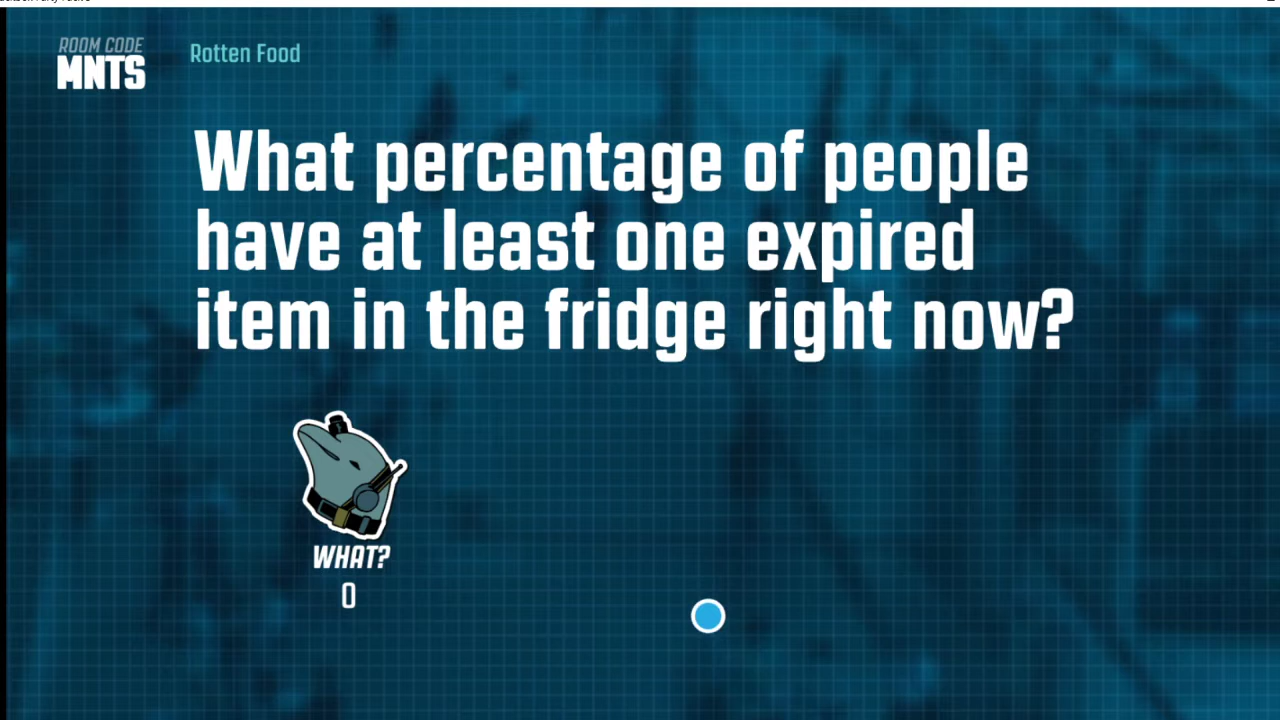 ROOM CODE
MNTS
Rotten Food
What percentage of people
have at least one expired
item in the fridge right now?
WHAT?
0